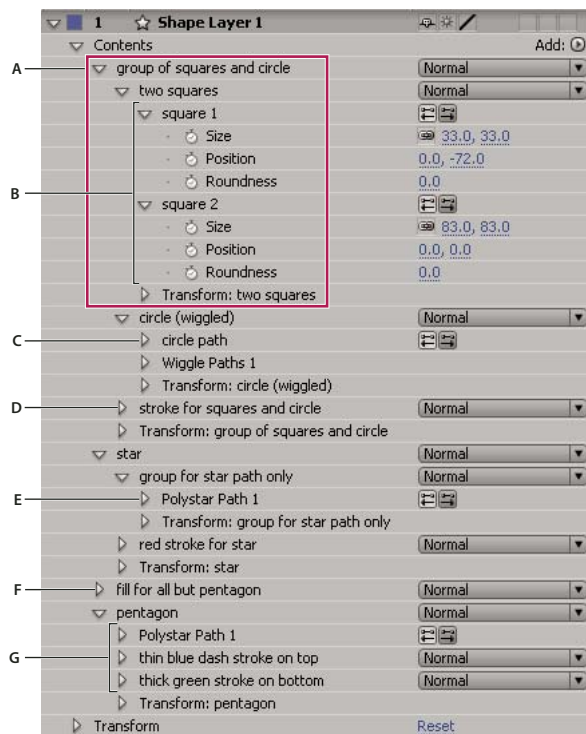 1 Shape Layer 1
Contents Add:
A group of squares and circle Normal
two squares Normal
square 1
Size 33.0, 33.0
Position 0.0, -72.0
Roundness 0.0
B square 2
Size 83.0, 83.0
Position 0.0, 0.0
Roundness 0.0
Transform: two squares
circle (wiggled) Normal
C circle path
Wiggle Paths 1
Transform: circle (wiggled)
D stroke for squares and circle Normal
Transform: group of squares and circle
star Normal
group for star path only Normal
E Polystar Path 1
Transform: group for star path only
red stroke for star Normal
Transform: star
F fill for all but pentagon Normal
pentagon Normal
Polystar Path 1
G thin blue dash stroke on top Normal
thick green stroke on bottom Normal
Transform: pentagon
Transform Reset